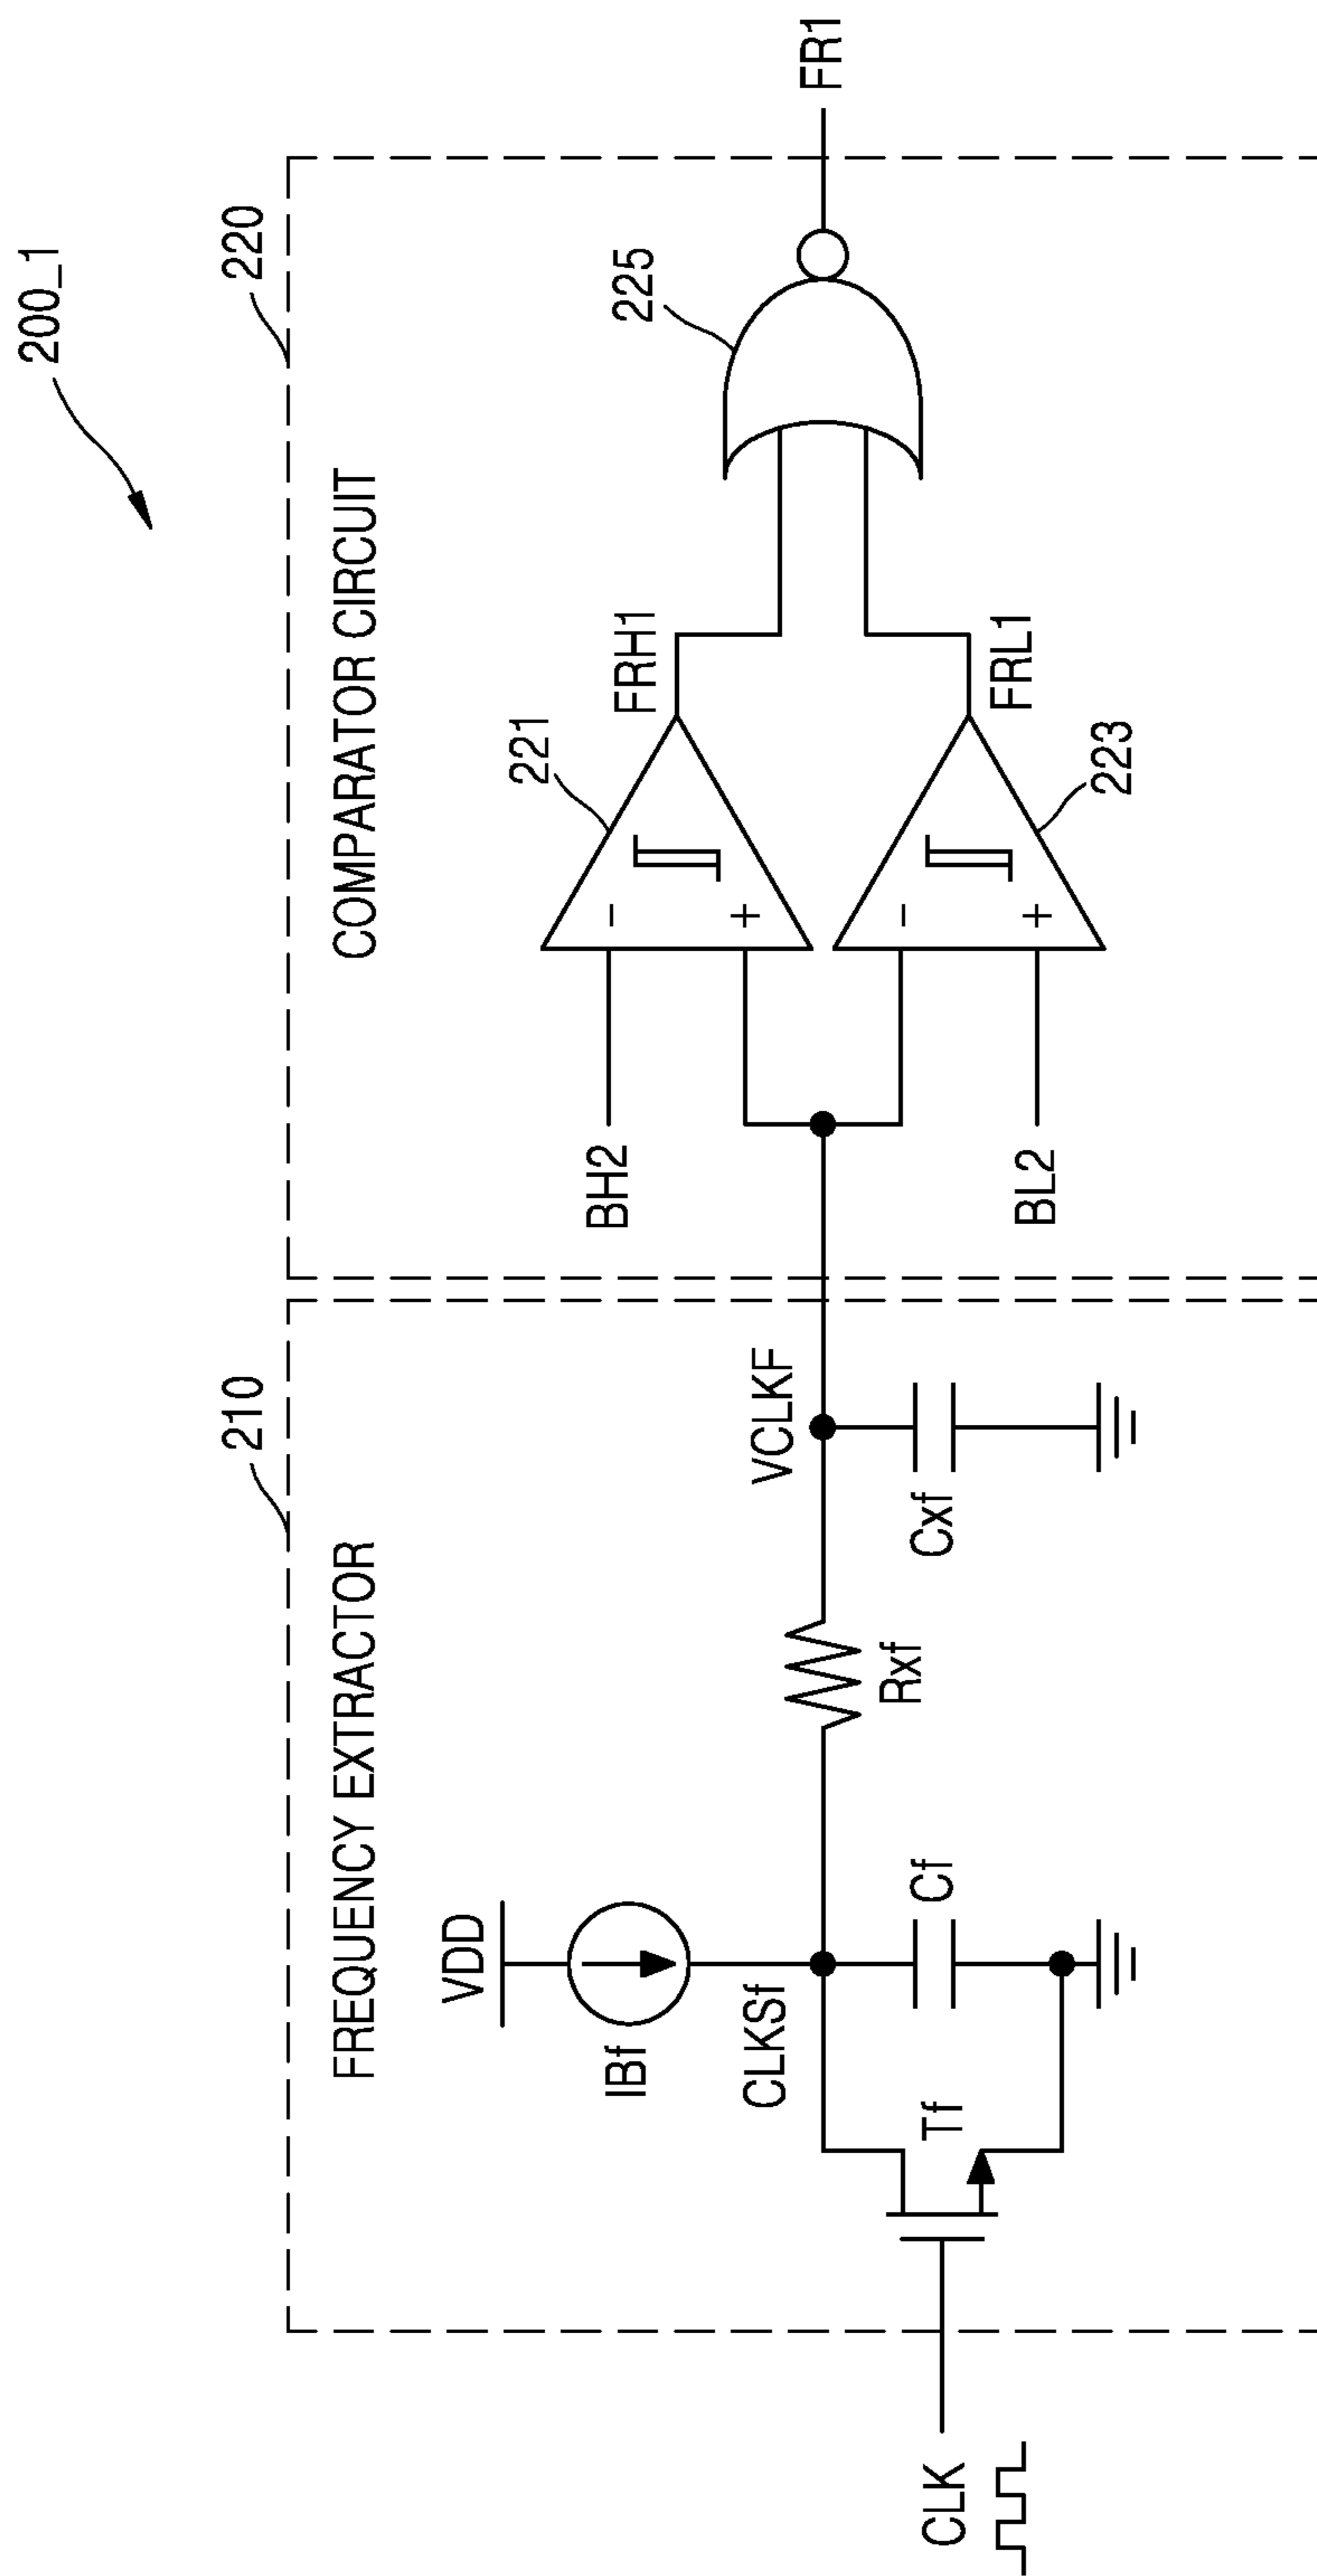 200_1
210
220
FREQUENCY EXTRACTOR
COMPARATOR CIRCUIT
VDD
IBf
CLKSf
Tf
Cf
Rxf
VCLKF
Cxf
CLK
BH2
BL2
-
+
-
+
221
223
FRH1
FRL1
225
FR1